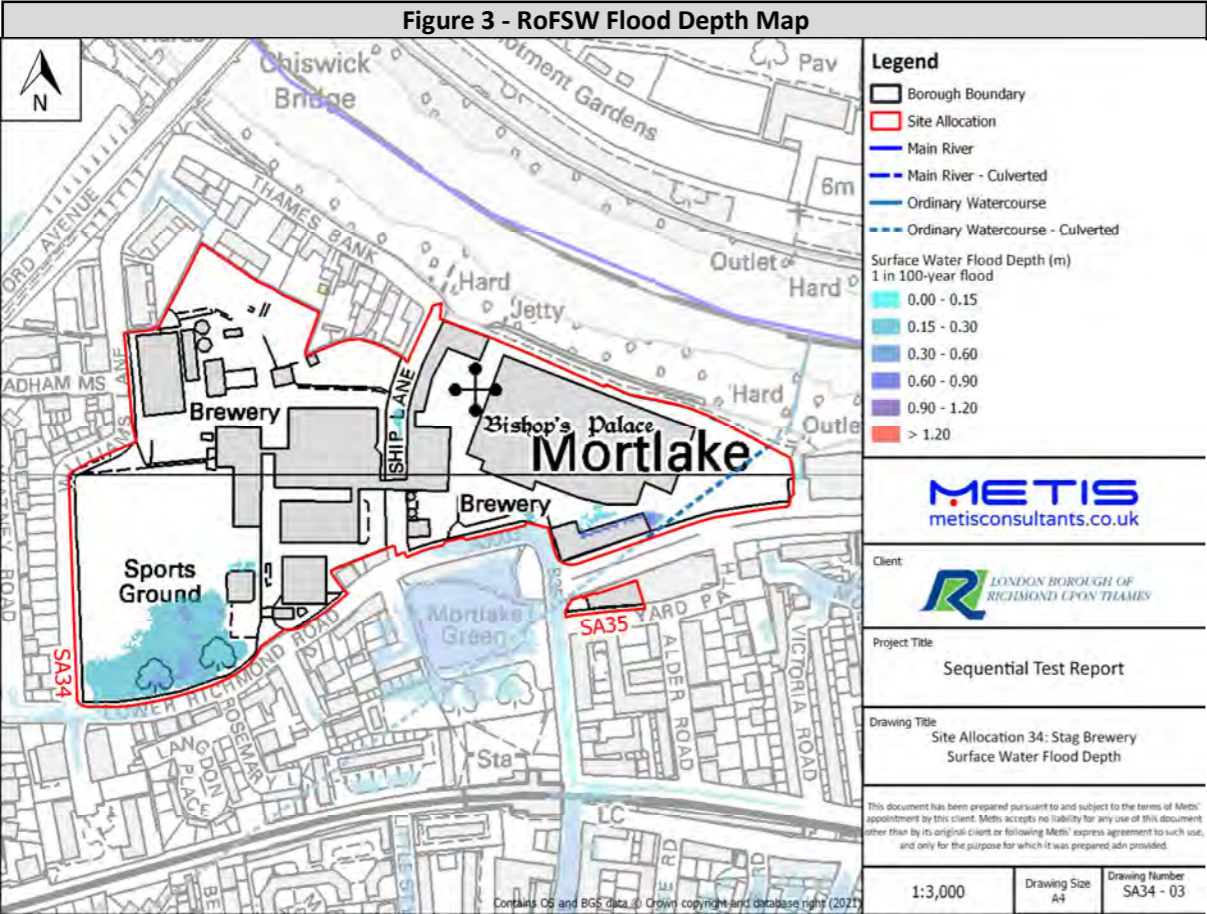 Figure 3 - RoFSW Flood Depth Map
N
Chiswick
Bridge
Pav
Gardens
6m
AVENUE
THAMES BANK
Outlet
Hard
Hard
Jetty
Hard
Outle
ADHAM MS
WILLIAMS LANE
Brewery
SHIP LANE
Bishop's Palace
Mortlake
Brewery
Sports
Ground
Mortlake
Green
SA34
SA35
LOWER RICHMOND ROAD
ROAD
ALDER ROAD
VICTORIA ROAD
LANGDON
PLACE
ROSEMARY
Sta
LC
Contains OS and BGS data © Crown copyright and database right (2021)
Legend
Borough Boundary
Site Allocation
Main River
Main River - Culverted
Ordinary Watercourse
Ordinary Watercourse - Culverted
Surface Water Flood Depth (m)
1 in 100-year flood
0.00 - 0.15
0.15 - 0.30
0.30 - 0.60
0.60 - 0.90
0.90 - 1.20
> 1.20
METIS
metisconsultants.co.uk
Client
LONDON BOROUGH OF
RICHMOND UPON THAMES
Project Title
Sequential Test Report
Drawing Title
Site Allocation 34: Stag Brewery
Surface Water Flood Depth
This document has been prepared pursuant to and subject to the terms of Metis'
appointment by this client. Metis accepts no liability for any use of this document
other than by its original client or following Metis' express agreement to such use,
and only for the purpose for which it was prepared adn provided.
1:3,000
Drawing Size
A4
Drawing Number
SA34 - 03